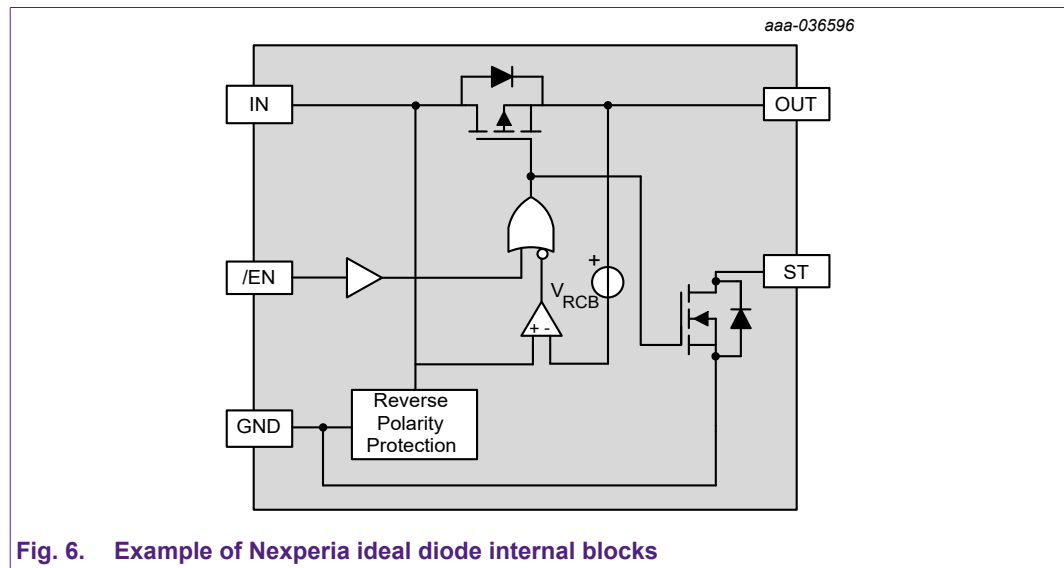 aaa-036596
IN
OUT
/EN
ST
+
V
RCB
+ -
GND
Reverse
Polarity
Protection
Fig. 6. Example of Nexperia ideal diode internal blocks